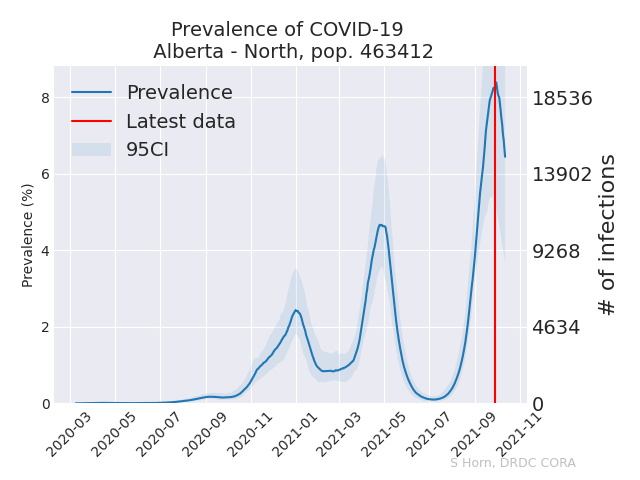 Prevalence of COVID-19
Alberta - North, pop. 463412
Prevalence
Latest data
95CI
Prevalence (%)
8
6
4
2
0
18536
13902
9268
4634
0
# of infections
2020-03
2020-05
2020-07
2020-09
2020-11
2021-01
2021-03
2021-05
2021-07
2021-09
2021-11
S Horn, DRDC CORA